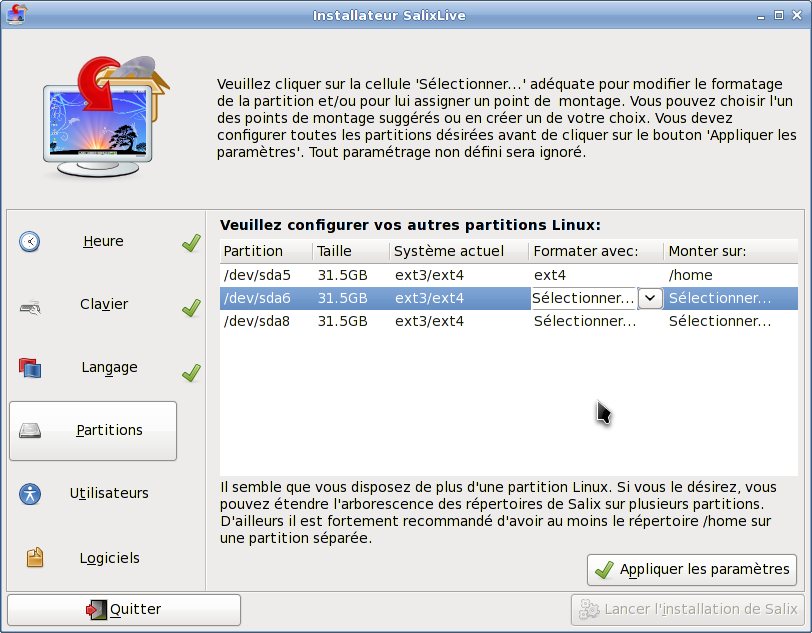 Installateur SalixLive
Veuillez cliquer sur la cellule 'Sélectionner...' adéquate pour modifier le formatage
de la partition et/ou pour lui assigner un point de montage. Vous pouvez choisir l'un
des points de montage suggérés ou en créer un de votre choix. Vous devez
configurer toutes les partitions désirées avant de cliquer sur le bouton 'Appliquer les
paramètres'. Tout paramétrage non défini sera ignoré.
Heure
Clavier
Langage
Partitions
Utilisateurs
Logiciels
Veuillez configurer vos autres partitions Linux:
Partition Taille Système actuel Formater avec: Monter sur:
/dev/sda5 31.5GB ext3/ext4 ext4 /home
/dev/sda6 31.5GB ext3/ext4 Sélectionner... Sélectionner...
/dev/sda8 31.5GB ext3/ext4 Sélectionner... Sélectionner...
Il semble que vous disposez de plus d'une partition Linux. Si vous le désirez, vous
pouvez étendre l'arborescence des répertoires de Salix sur plusieurs partitions.
D'ailleurs il est fortement recommandé d'avoir au moins le répertoire /home sur
une partition séparée.
Appliquer les paramètres
Quitter
Lancer l'installation de Salix